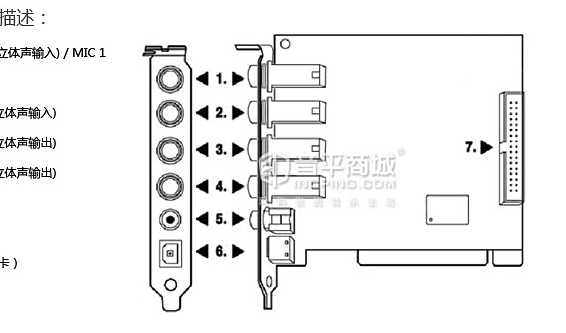 描述：
立体声输入) / MIC 1
立体声输入)
立体声输出)
立体声输出)
卡）
1.
2.
3.
4.
5.
6.
7.
音平商城
INEPING.COM